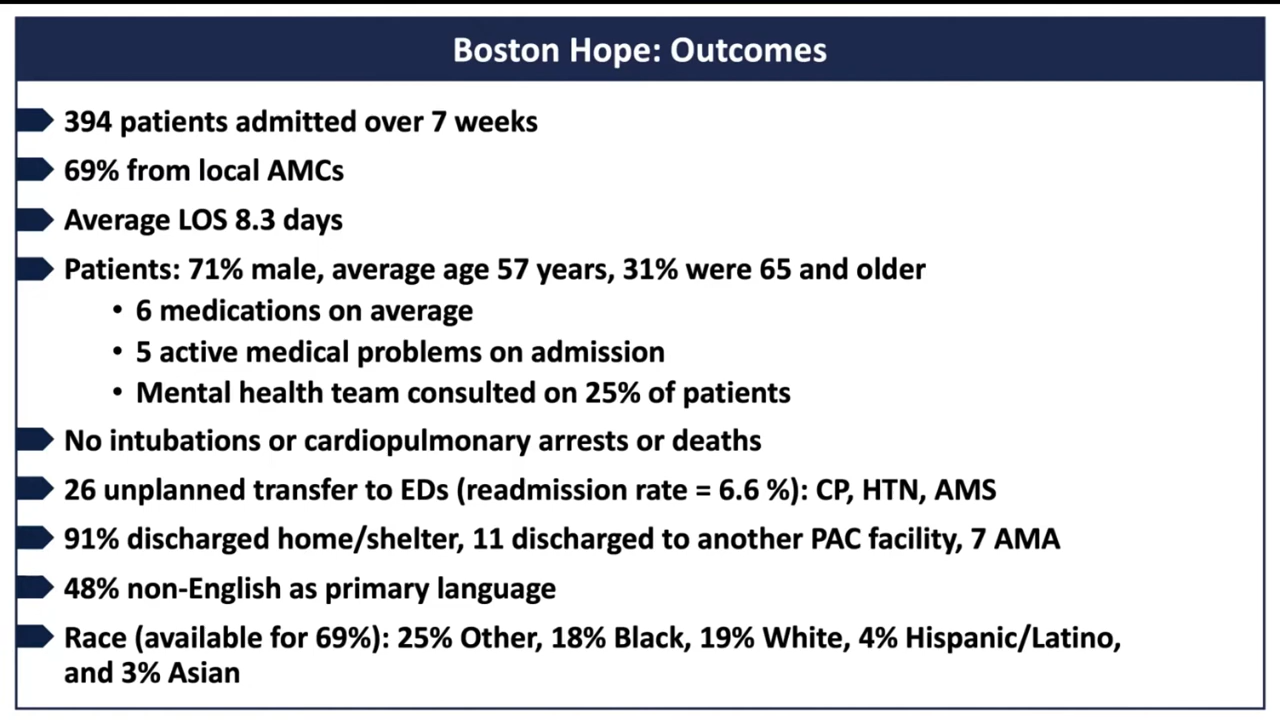 Boston Hope: Outcomes
394 patients admitted over 7 weeks
69% from local AMCs
Average LOS 8.3 days
Patients: 71% male, average age 57 years, 31% were 65 and older
• 6 medications on average
• 5 active medical problems on admission
• Mental health team consulted on 25% of patients
No intubations or cardiopulmonary arrests or deaths
26 unplanned transfer to EDs (readmission rate = 6.6 %): CP, HTN, AMS
91% discharged home/shelter, 11 discharged to another PAC facility, 7 AMA
48% non-English as primary language
Race (available for 69%): 25% Other, 18% Black, 19% White, 4% Hispanic/Latino,
and 3% Asian